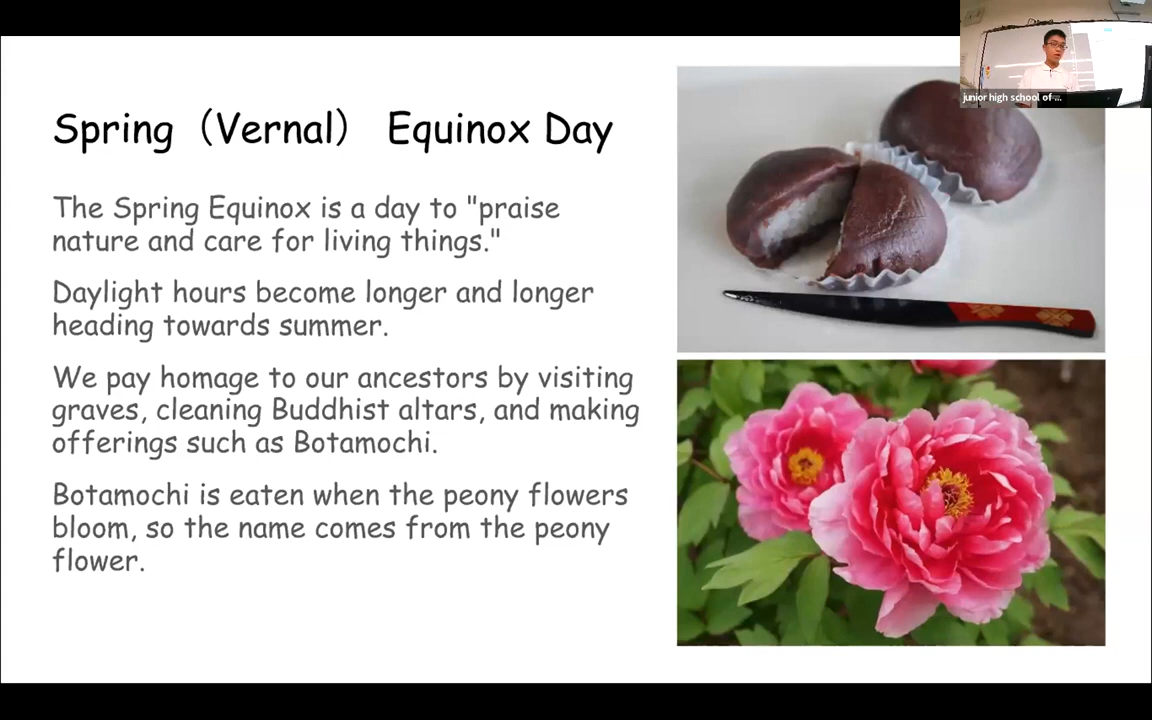 Spring（Vernal） Equinox Day
The Spring Equinox is a day to "praise
nature and care for living things."
Daylight hours become longer and longer
heading towards summer.
We pay homage to our ancestors by visiting
graves, cleaning Buddhist altars, and making
offerings such as Botamochi.
Botamochi is eaten when the peony flowers
bloom, so the name comes from the peony
flower.
junior high school of ...